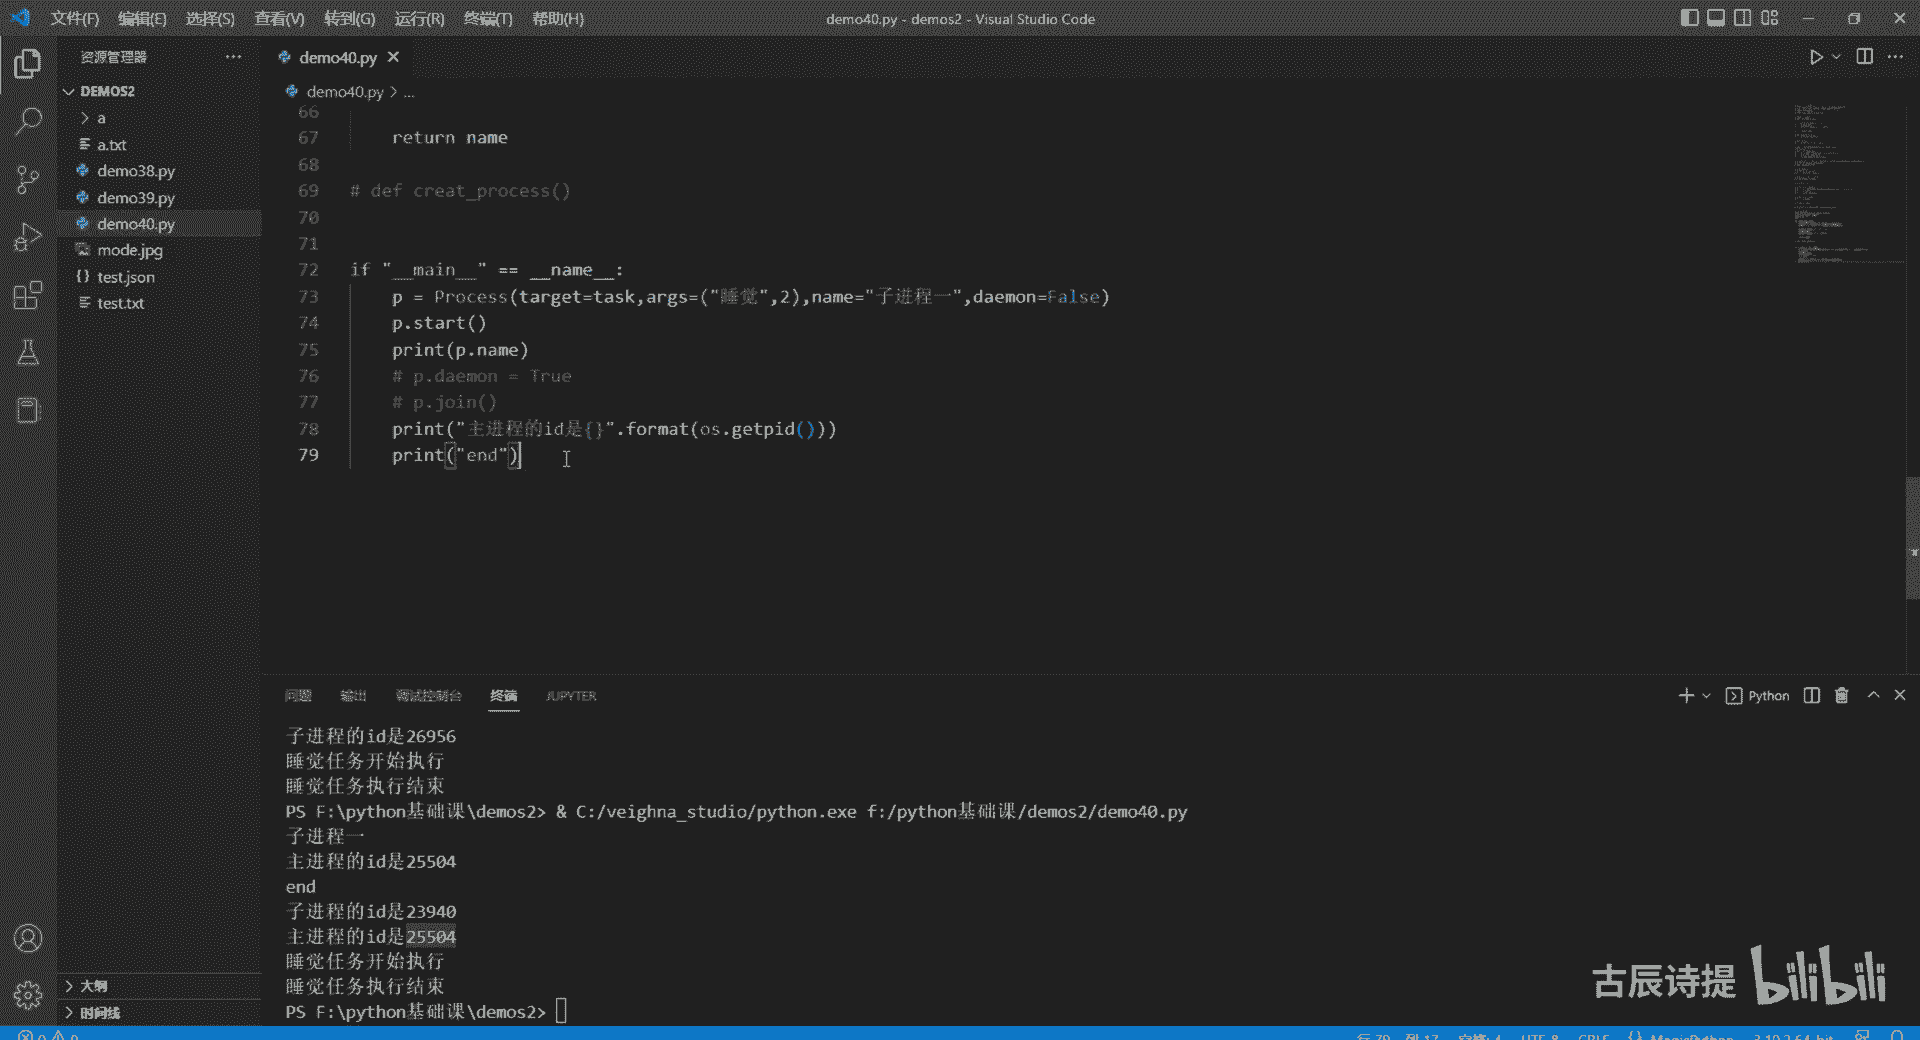 文件(F) 编辑(E) 选择(S) 查看(V) 转到(G) 运行(R) 终端(T) 帮助(H) demo40.py - demos2 - Visual Studio Code
资源管理器
demo40.py
DEMOS2
demo40.py > ...
a
a.txt
demo38.py
demo39.py
demo40.py
mode.jpg
{} test.json
test.txt
66
67 return name
68
69 # def creat_process()
70
71
72 if "__main__" == __name__:
73 p = Process(target=task,args=("睡觉",2),name="子进程一",daemon=False)
74 p.start()
75 print(p.name)
76 # p.daemon = True
77 # p.join()
78 print("主进程的id是{}".format(os.getpid()))
79 print("end")
问题 输出 调试控制台 终端 JUPYTER Python
子进程的id是26956
睡觉任务开始执行
睡觉任务执行结束
PS F:\python基础课\demos2> & C:/veighna_studio/python.exe f:/python基础课/demos2/demo40.py
子进程一
主进程的id是25504
end
子进程的id是23940
主进程的id是25504
睡觉任务开始执行
睡觉任务执行结束
PS F:\python基础课\demos2>
大纲
时间线
古辰诗提 bilibili